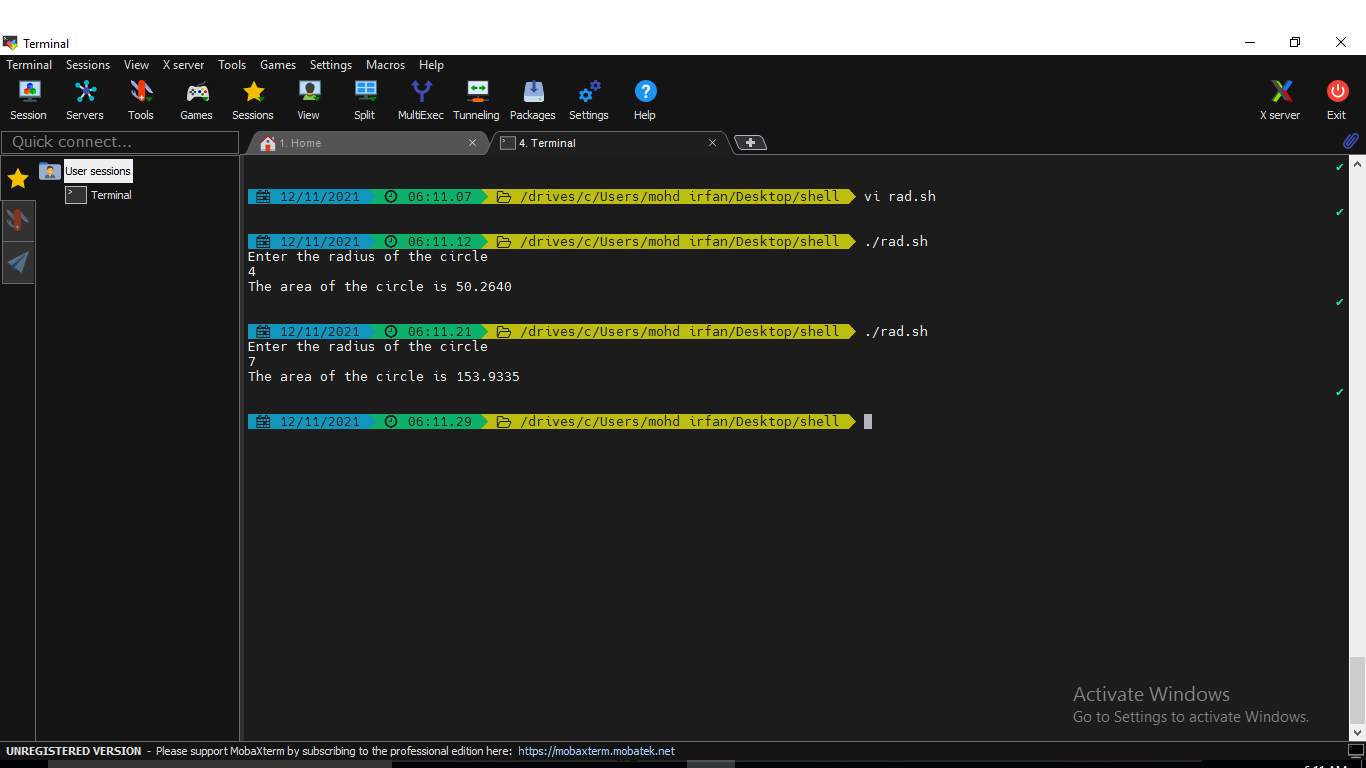 Terminal
Terminal Sessions View X server Tools Games Settings Macros Help
Session Servers Tools Games Sessions View Split MultiExec Tunneling Packages Settings Help X server Exit
Quick connect...
1. Home
4. Terminal
User sessions
Terminal
12/11/2021 06:11.07 /drives/c/Users/mohd irfan/Desktop/shell vi rad.sh
12/11/2021 06:11.12 /drives/c/Users/mohd irfan/Desktop/shell ./rad.sh
Enter the radius of the circle
4
The area of the circle is 50.2640
12/11/2021 06:11.21 /drives/c/Users/mohd irfan/Desktop/shell ./rad.sh
Enter the radius of the circle
7
The area of the circle is 153.9335
12/11/2021 06:11.29 /drives/c/Users/mohd irfan/Desktop/shell
Activate Windows
Go to Settings to activate Windows.
UNREGISTERED VERSION - Please support MobaXterm by subscribing to the professional edition here: https://mobaxterm.mobatek.net